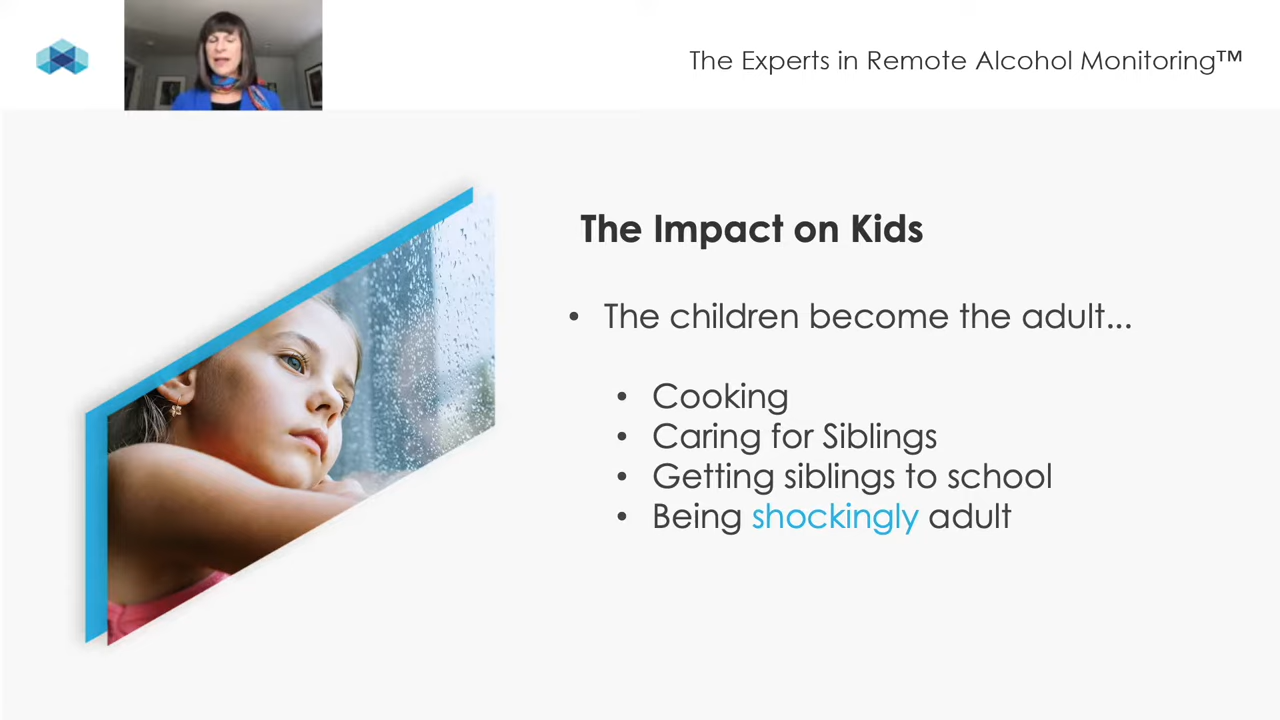 The Experts in Remote Alcohol Monitoring™
The Impact on Kids
• The children become the adult...
• Cooking
• Caring for Siblings
• Getting siblings to school
• Being shockingly adult